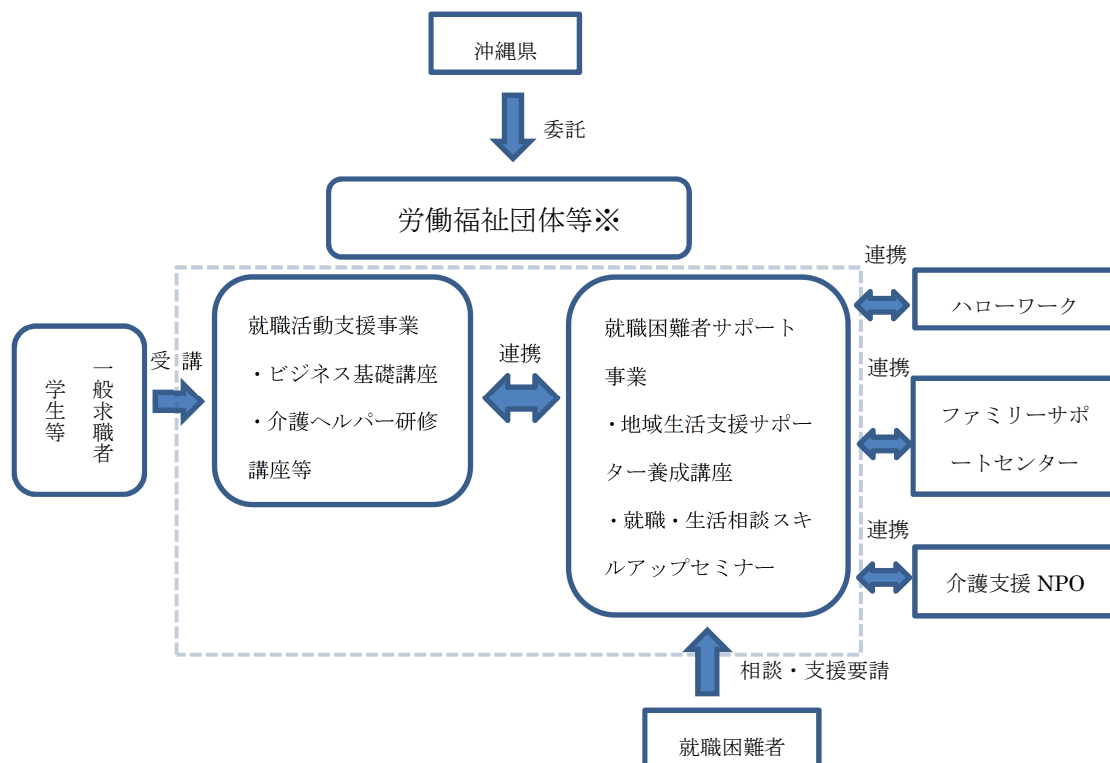 沖縄県
委託
労働福祉団体等※
一般求職者
学生等
受 講
就職活動支援事業
・ビジネス基礎講座
・介護ヘルパー研修
講座等
連携
就職困難者サポート
事業
・地域生活支援サポー
ター養成講座
・就職・生活相談スキ
ルアップセミナー
連携
ハローワーク
連携
ファミリーサポ
ートセンター
連携
介護支援 NPO
相談・支援要請
就職困難者